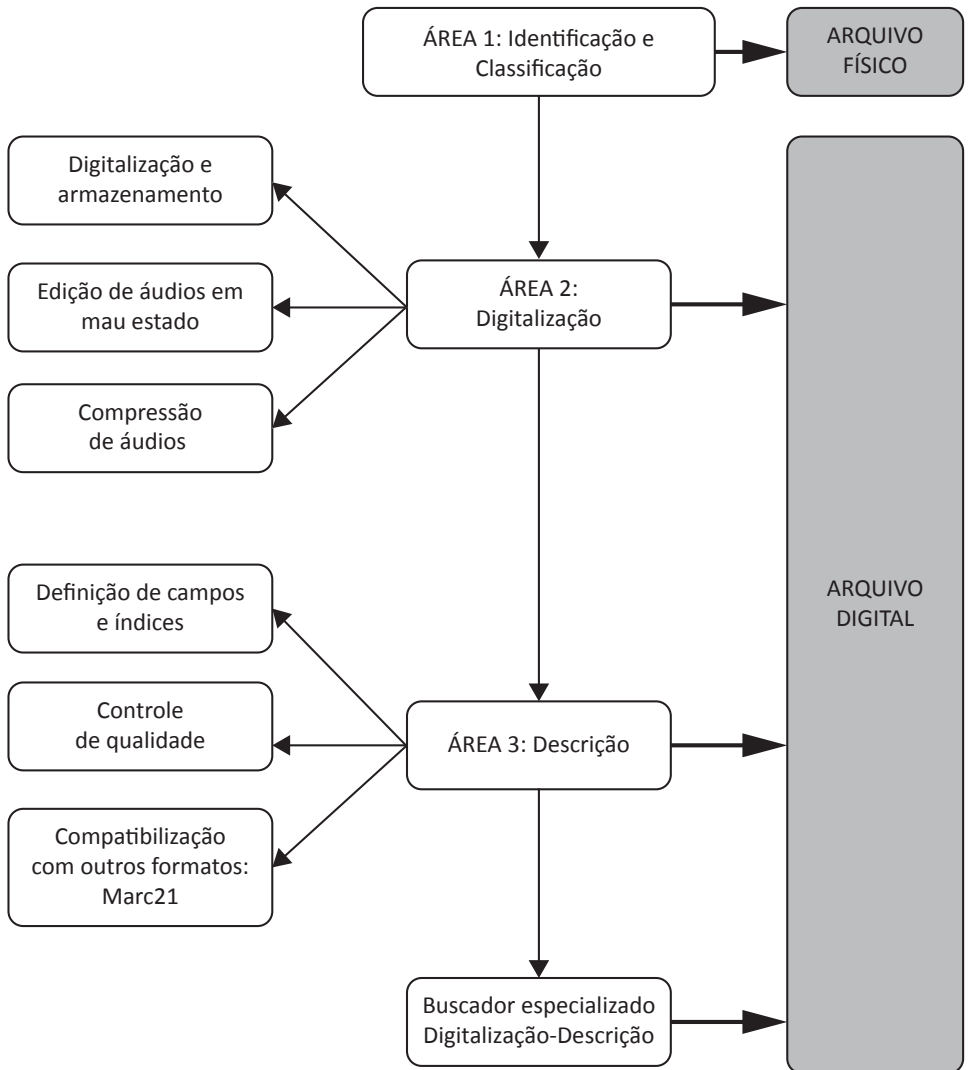 ÁREA 1: Identificação e
Classificação
ARQUIVO
FÍSICO
Digitalização e
armazenamento
Edição de áudios em
mau estado
Compressão
de áudios
ÁREA 2:
Digitalização
Definição de campos
e índices
Controle
de qualidade
Compatibilização
com outros formatos:
Marc21
ÁREA 3: Descrição
ARQUIVO
DIGITAL
Buscador especializado
Digitalização-Descrição